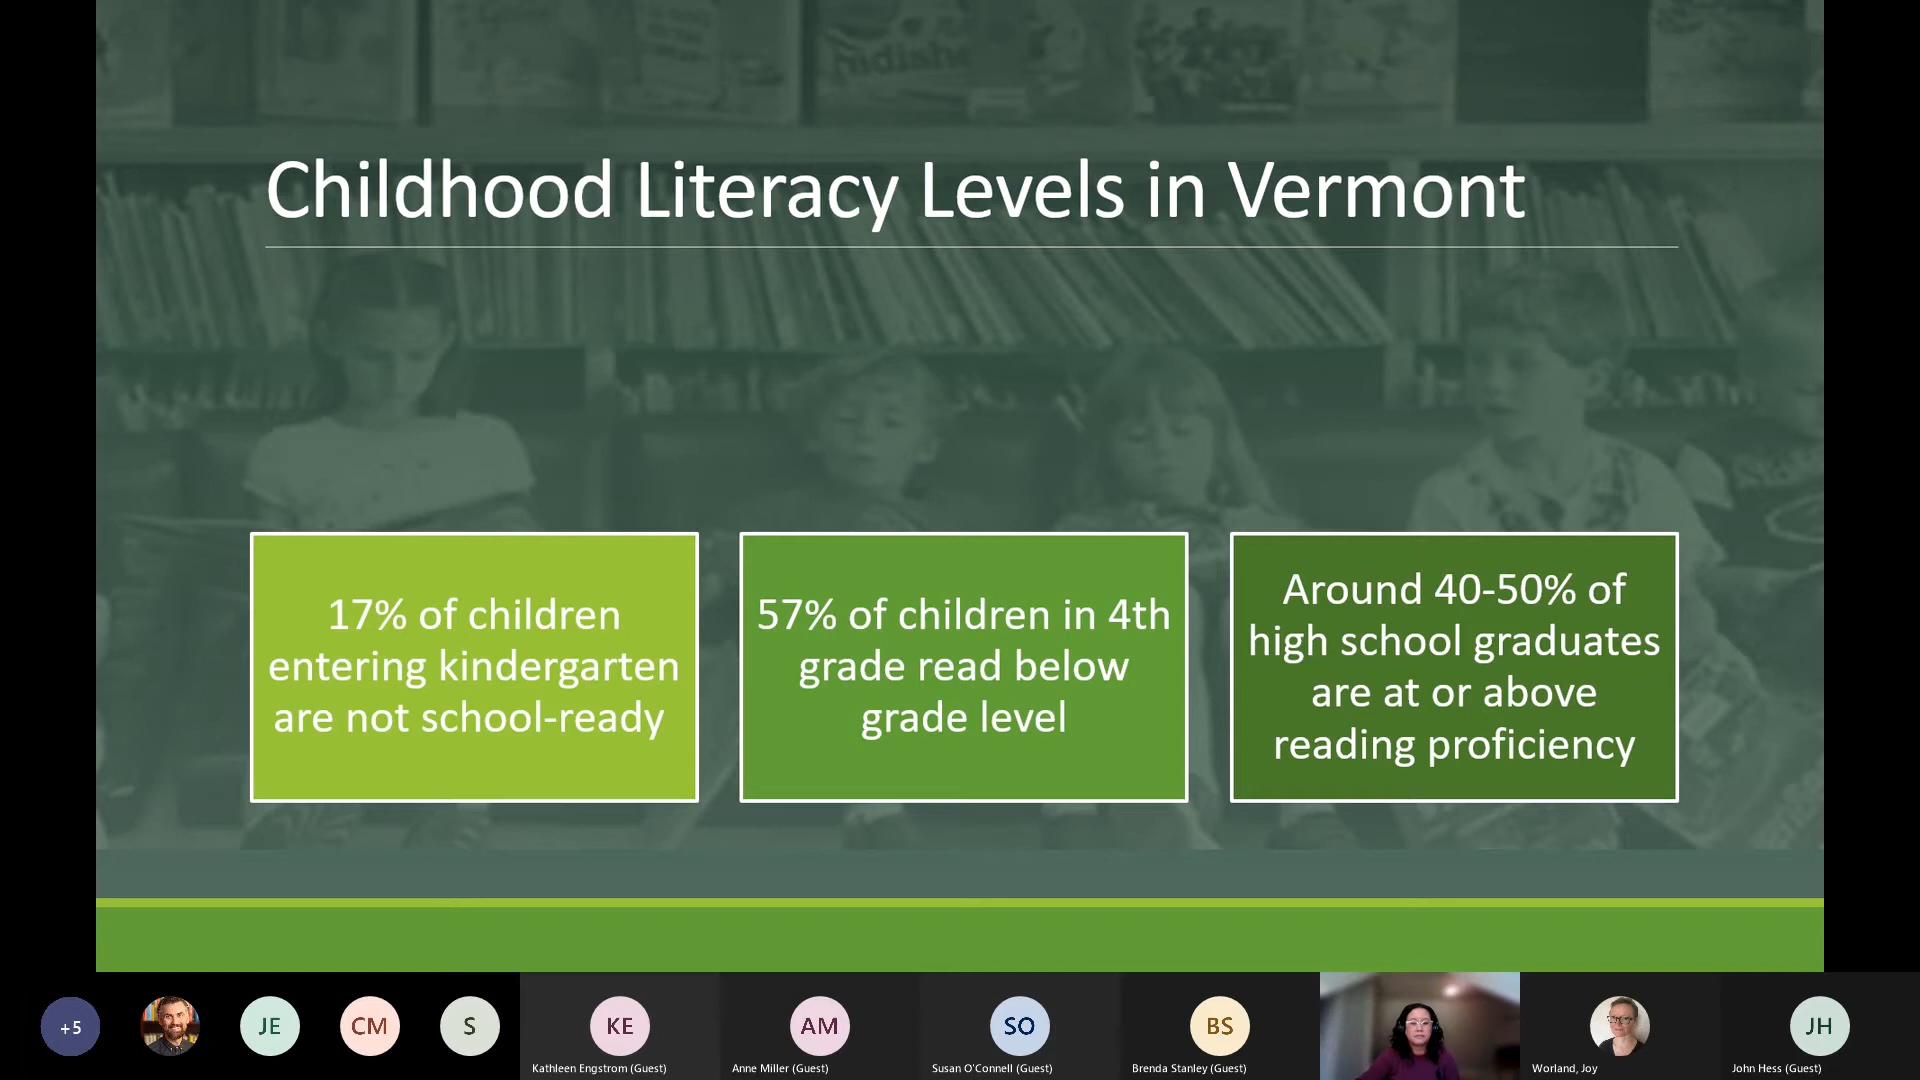 Childhood Literacy Levels in Vermont
17% of children
entering kindergarten
are not school-ready
57% of children in 4th
grade read below
grade level
Around 40-50% of
high school graduates
are at or above
reading proficiency
+5
JE
CM
S
KE
Kathleen Engstrom (Guest)
AM
Anne Miller (Guest)
SO
Susan O'Connell (Guest)
BS
Brenda Stanley (Guest)
Worland, Joy
JH
John Hess (Guest)